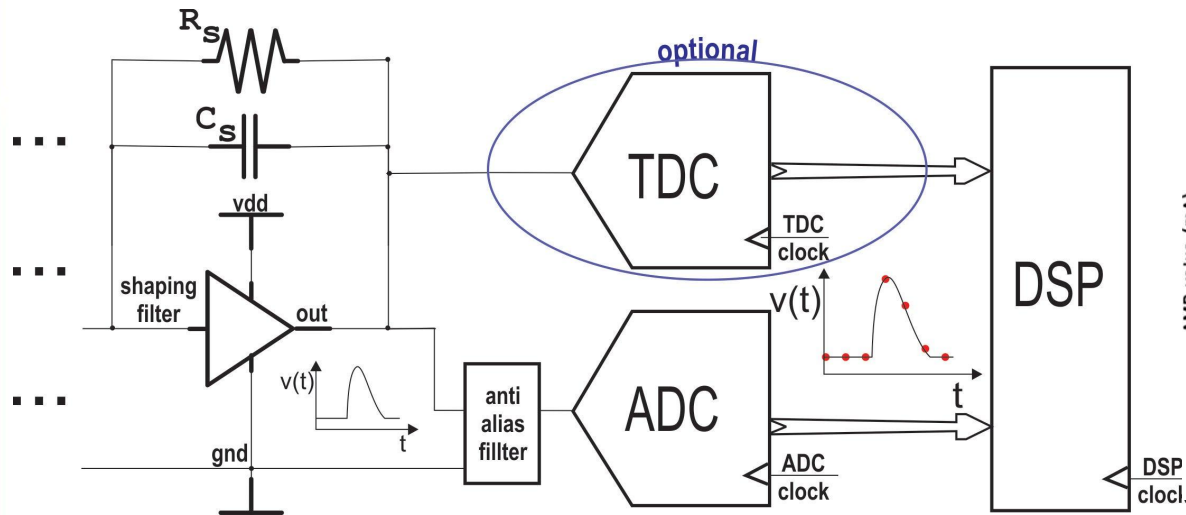 Rs
optional
Cs
TDC
vdd
TDC
clock
shaping
filter
out
v(t)
t
DSP
v(t)
t
anti
alias
fillter
ADC
gnd
ADC
clock
DSP